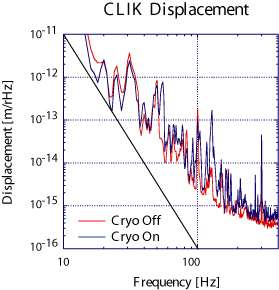 CLIK Displacement
Displacement [m/rHz]
10-11
10-12
10-13
10-14
10-15
10-16
Cryo Off
Cryo On
10
100
Frequency [Hz]